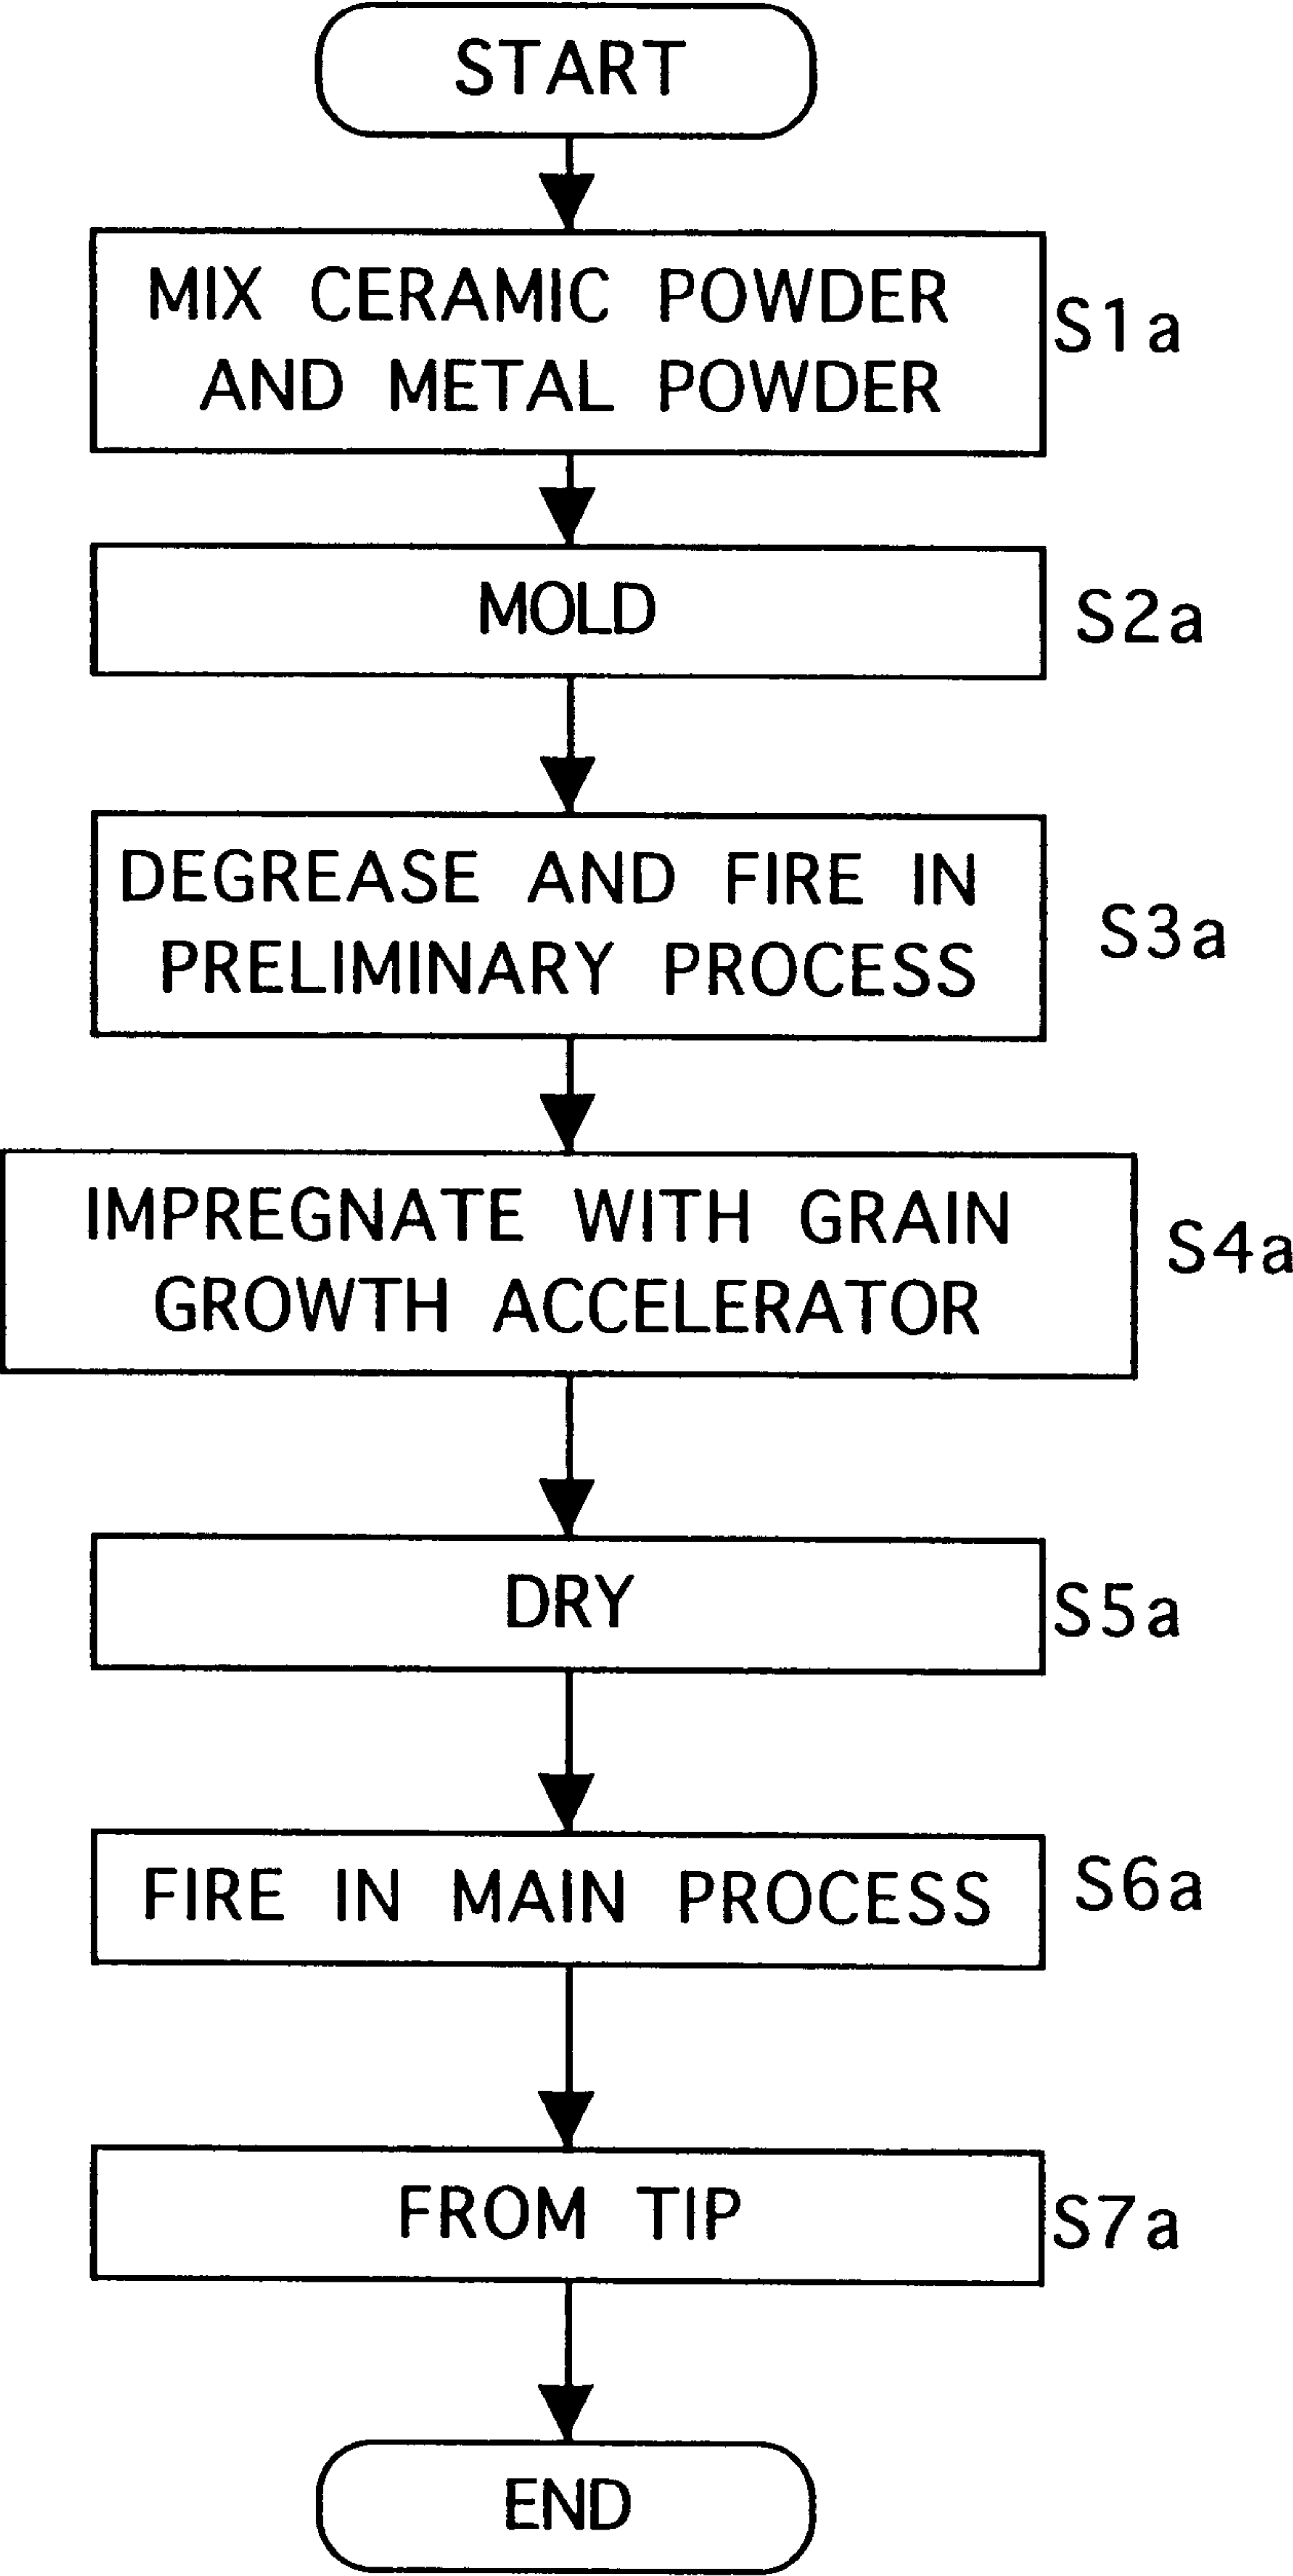 START
MIX CERAMIC POWDER
AND METAL POWDER
S1a
MOLD
S2a
DEGREASE AND FIRE IN
PRELIMINARY PROCESS
S3a
IMPREGNATE WITH GRAIN
GROWTH ACCELERATOR
S4a
DRY
S5a
FIRE IN MAIN PROCESS
S6a
FROM TIP
S7a
END